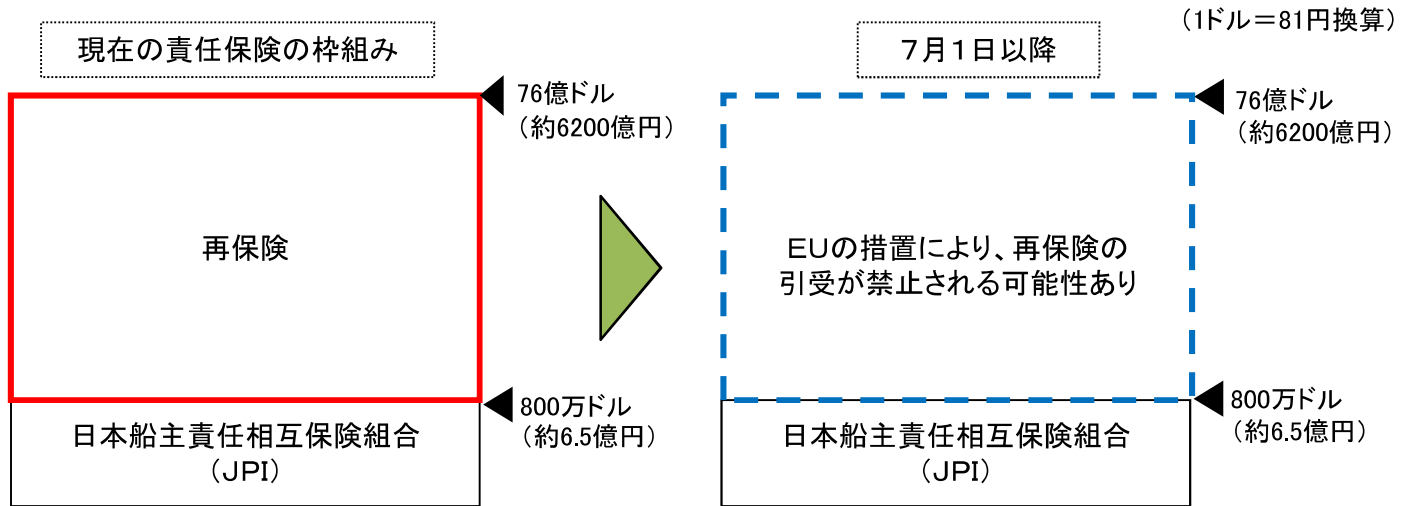 （1ドル＝81円換算）
現在の責任保険の枠組み
76億ドル
（約6200億円）
再保険
800万ドル
（約6.5億円）
日本船主責任相互保険組合
（JPI）
７月１日以降
76億ドル
（約6200億円）
ＥＵの措置により、再保険の
引受が禁止される可能性あり
800万ドル
（約6.5億円）
日本船主責任相互保険組合
（JPI）